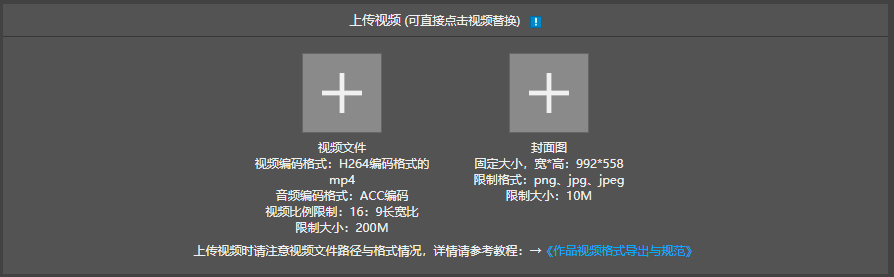 上传视频 (可直接点击视频替换) !
视频文件
视频编码格式：H264编码格式的
mp4
音频编码格式：ACC编码
视频比例限制：16：9长宽比
限制大小：200M
封面图
固定大小，宽*高：992*558
限制格式：png、jpg、jpeg
限制大小：10M
上传视频时请注意视频文件路径与格式情况，详情请参考教程：→《作品视频格式导出与规范》